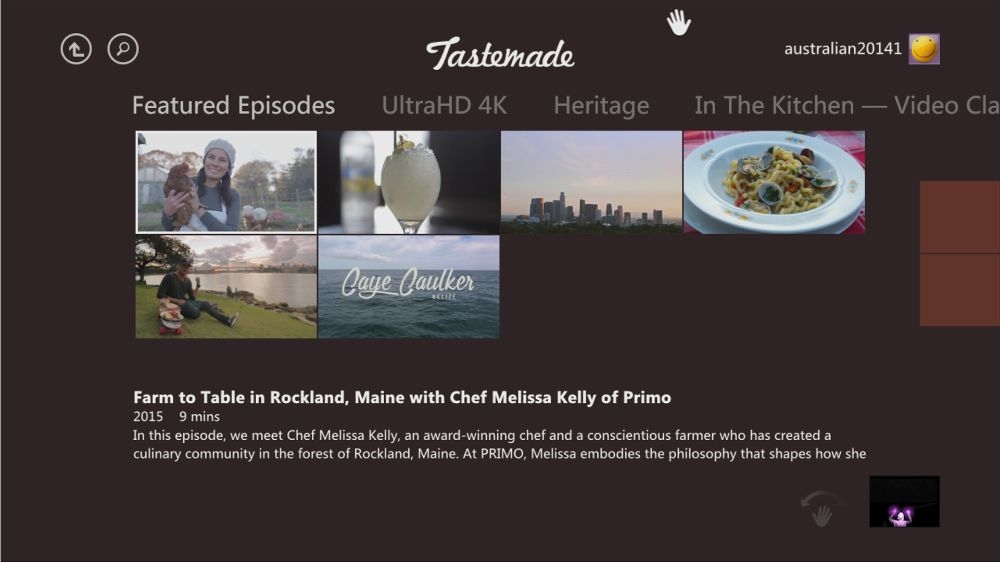 Tastemade
australian20141
Featured Episodes UltraHD 4K Heritage In The Kitchen — Video Cla
Caye Caulker
BELIZE
Farm to Table in Rockland, Maine with Chef Melissa Kelly of Primo
2015 9 mins
In this episode, we meet Chef Melissa Kelly, an award-winning chef and a conscientious farmer who has created a
culinary community in the forest of Rockland, Maine. At PRIMO, Melissa embodies the philosophy that shapes how she